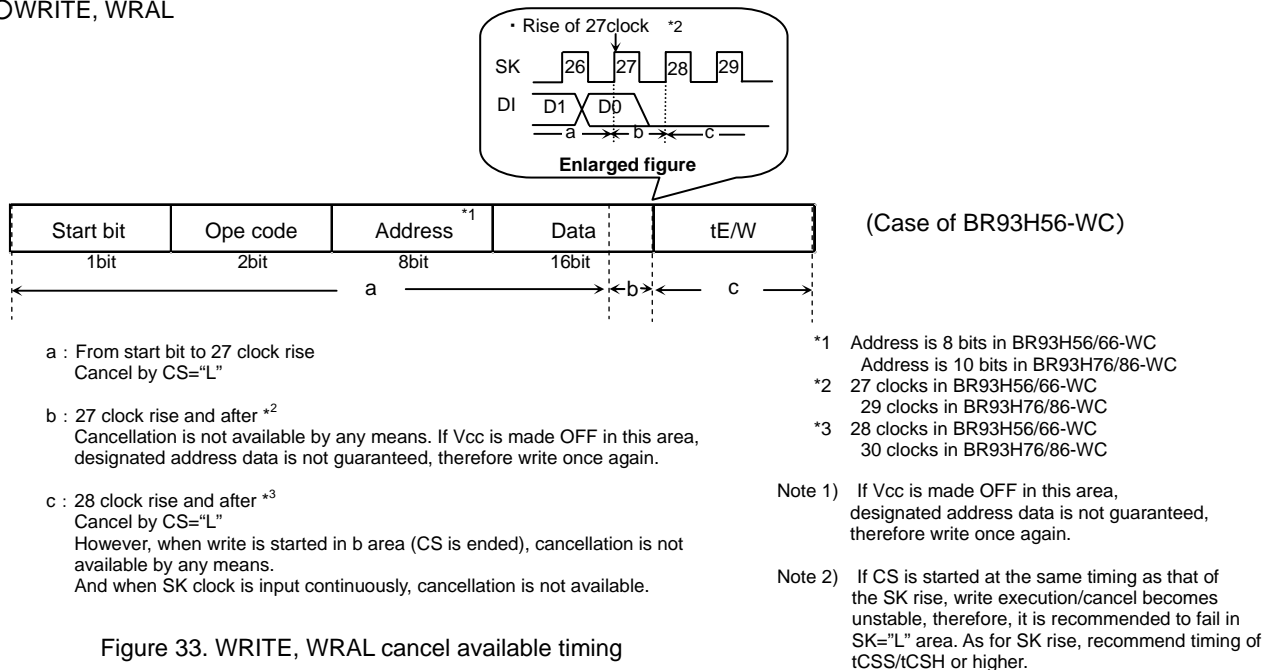 ○WRITE, WRAL
・Rise of 27clock *2
SK 26 27 28 29
DI D1 D0
a b c
Enlarged figure
Start bit Ope code Address *1 Data tE/W (Case of BR93H56-WC)
1bit 2bit 8bit 16bit
a b c
a : From start bit to 27 clock rise
Cancel by CS=“L”
b : 27 clock rise and after *2
Cancellation is not available by any means. If Vcc is made OFF in this area,
designated address data is not guaranteed, therefore write once again.
c : 28 clock rise and after *3
Cancel by CS=“L”
However, when write is started in b area (CS is ended), cancellation is not
available by any means.
And when SK clock is input continuously, cancellation is not available.
*1 Address is 8 bits in BR93H56/66-WC
Address is 10 bits in BR93H76/86-WC
*2 27 clocks in BR93H56/66-WC
29 clocks in BR93H76/86-WC
*3 28 clocks in BR93H56/66-WC
30 clocks in BR93H76/86-WC
Note 1) If Vcc is made OFF in this area,
designated address data is not guaranteed,
therefore write once again.
Note 2) If CS is started at the same timing as that of
the SK rise, write execution/cancel becomes
unstable, therefore, it is recommended to fail in
SK=“L” area. As for SK rise, recommend timing of
tCSS/tCSH or higher.
Figure 33. WRITE, WRAL cancel available timing